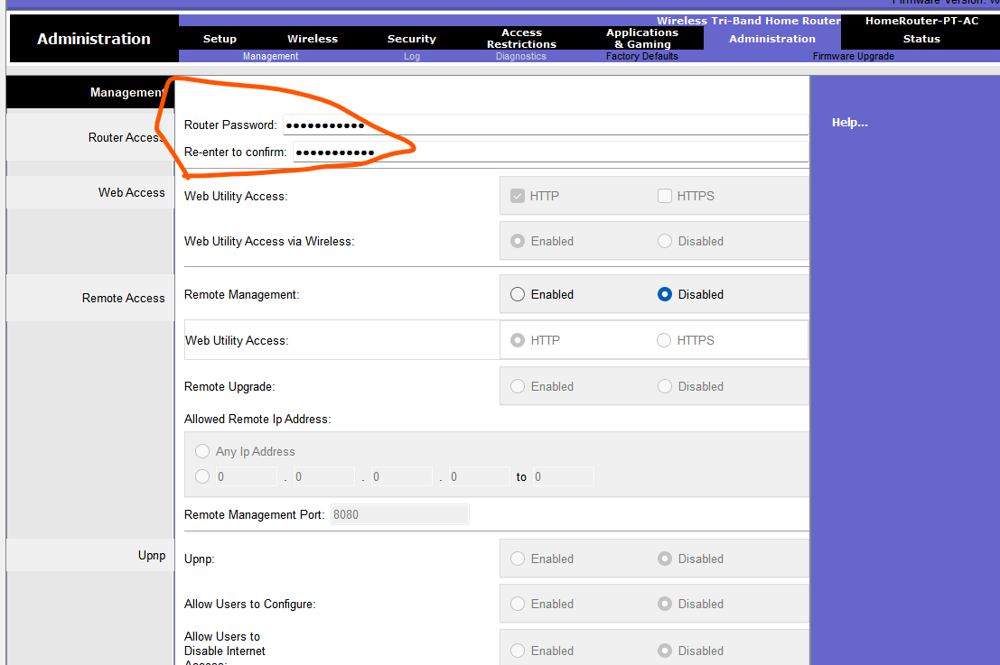 Firmware Version:
Wireless Tri-Band Home Router HomeRouter-PT-AC
Administration
Setup Wireless Security Access Restrictions Applications & Gaming Administration Status
Management Log Diagnostics Factory Defaults Firmware Upgrade
Management
Help...
Router Access
Router Password: •••••••••••
Re-enter to confirm: •••••••••••
Web Access
Web Utility Access: HTTP HTTPS
Web Utility Access via Wireless: Enabled Disabled
Remote Access
Remote Management: Enabled Disabled
Web Utility Access: HTTP HTTPS
Remote Upgrade: Enabled Disabled
Allowed Remote Ip Address:
Any Ip Address
0 . 0 . 0 . 0 to 0
Remote Management Port: 8080
Upnp
Upnp: Enabled Disabled
Allow Users to Configure: Enabled Disabled
Allow Users to
Disable Internet Enabled Disabled
Access: